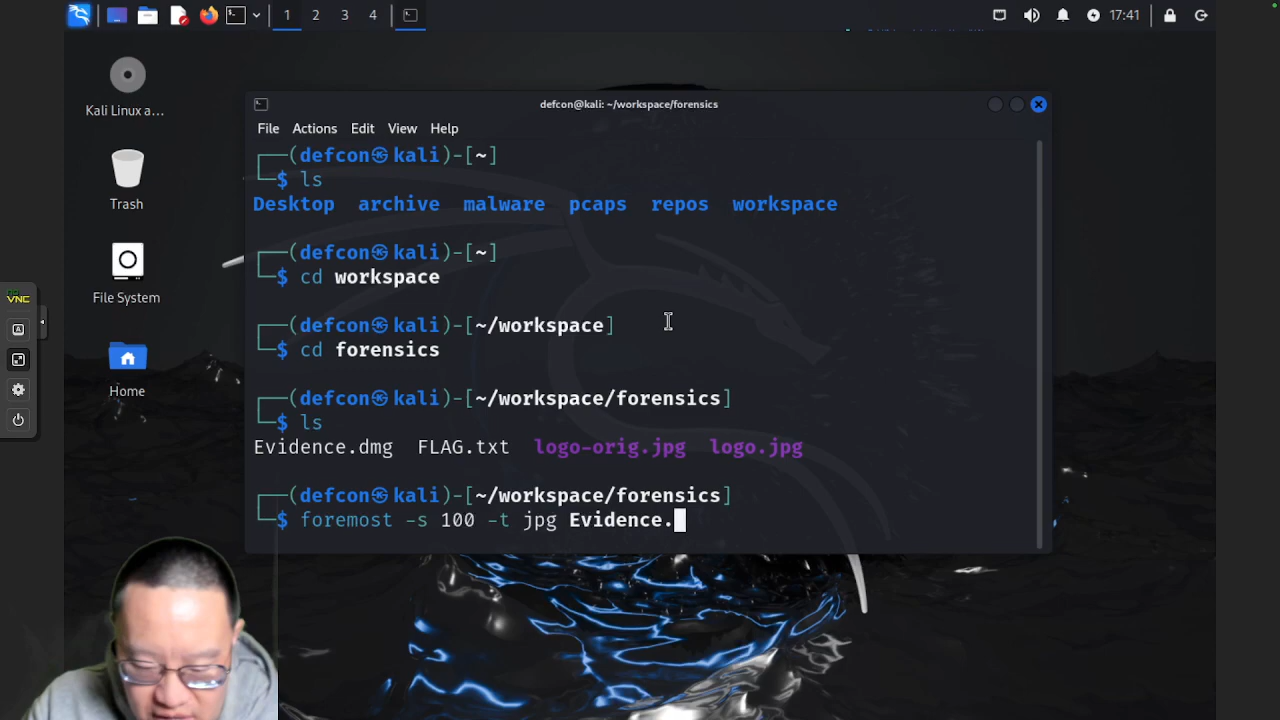 1 2 3 4 17:41
Kali Linux a...
Trash
File System
Home
noVNC
A
defcon@kali: ~/workspace/forensics
File Actions Edit View Help
┌──(defcon㉿kali)-[~]
└─$ ls
Desktop archive malware pcaps repos workspace
┌──(defcon㉿kali)-[~]
└─$ cd workspace
┌──(defcon㉿kali)-[~/workspace]
└─$ cd forensics
┌──(defcon㉿kali)-[~/workspace/forensics]
└─$ ls
Evidence.dmg FLAG.txt logo-orig.jpg logo.jpg
┌──(defcon㉿kali)-[~/workspace/forensics]
└─$ foremost -s 100 -t jpg Evidence.